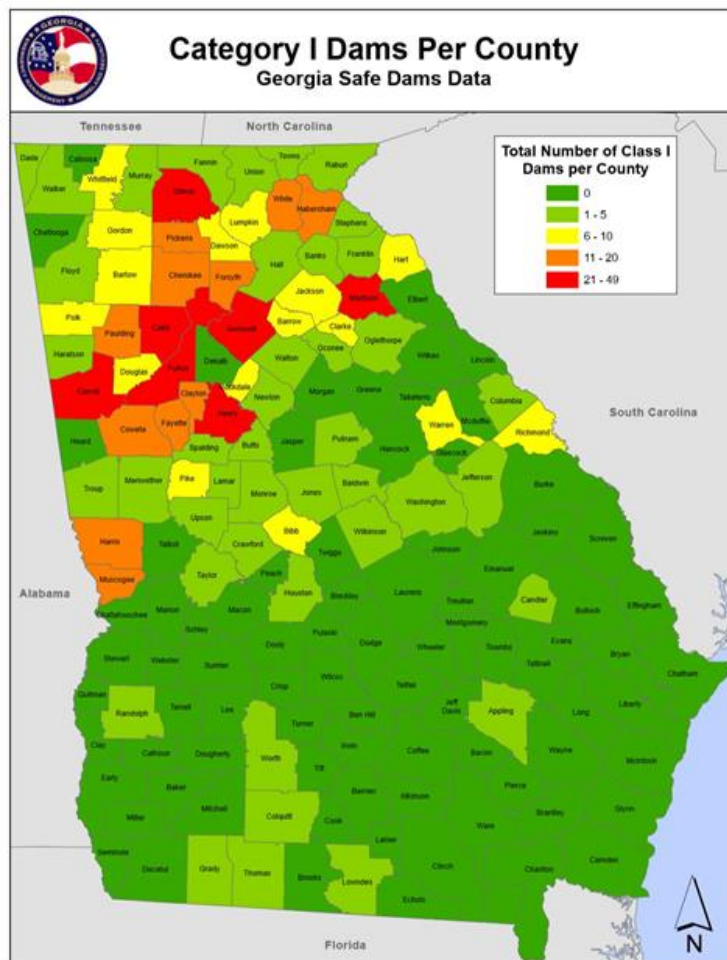 GEORGIA
Category I Dams Per County
Georgia Safe Dams Data
Tennessee
North Carolina
Total Number of Class I
Dams per County
0
1 - 5
6 - 10
11 - 20
21 - 49
Dade
Catoosa
Whitfield
Murray
Fannin
Union
Towns
Rabun
Walker
Gilmer
White
Habersham
Lumpkin
Stephens
Chattooga
Gordon
Pickens
Dawson
Banks
Franklin
Hart
Hall
Floyd
Bartow
Cherokee
Forsyth
Jackson
Madison
Elbert
Polk
Paulding
Cobb
Gwinnett
Barrow
Clarke
Oglethorpe
Haralson
Douglas
Fulton
Dekalb
Walton
Oconee
Wilkes
Lincoln
Carroll
Clayton
Newton
Morgan
Greene
Taliaferro
Columbia
South Carolina
Heard
Coweta
Fayette
Henry
Jasper
Putnam
Hancock
Warren
Mcduffie
Richmond
Spalding
Butts
Glascock
Troup
Meriwether
Pike
Lamar
Monroe
Jones
Baldwin
Washington
Jefferson
Burke
Upson
Wilkinson
Harris
Talbot
Crawford
Bibb
Twiggs
Johnson
Jenkins
Screven
Muscogee
Taylor
Peach
Houston
Bleckley
Laurens
Treutlen
Emanuel
Candler
Bulloch
Effingham
Alabama
Chattahoochee
Marion
Macon
Schley
Pulaski
Montgomery
Dooly
Dodge
Wheeler
Toombs
Evans
Bryan
Stewart
Webster
Sumter
Wilcox
Telfair
Tattnall
Chatham
Quitman
Randolph
Terrell
Lee
Crisp
Turner
Ben Hill
Jeff
Davis
Appling
Long
Liberty
Clay
Calhoun
Dougherty
Worth
Irwin
Coffee
Bacon
Wayne
Mcintosh
Early
Baker
Tift
Pierce
Miller
Mitchell
Colquitt
Berrien
Atkinson
Brantley
Glynn
Cook
Ware
Lanier
Seminole
Decatur
Grady
Thomas
Brooks
Lowndes
Clinch
Charlton
Camden
Echols
Florida
N